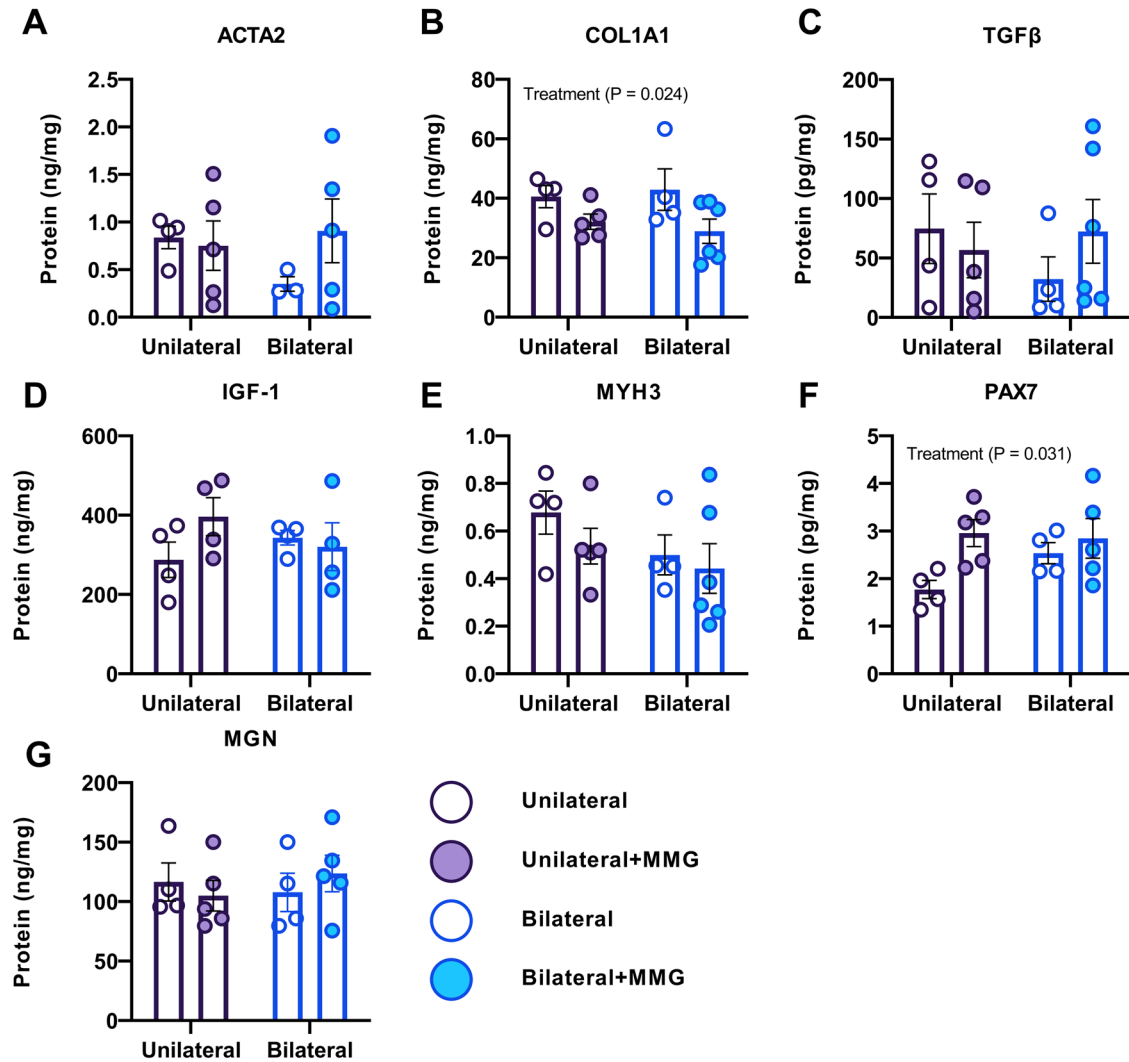 A
ACTA2
Protein (ng/mg)
2.5
2.0
1.5
1.0
0.5
0.0
Unilateral
Bilateral
B
COL1A1
Treatment (P = 0.024)
Protein (ng/mg)
80
60
40
20
0
Unilateral
Bilateral
C
TGFβ
Protein (pg/mg)
200
150
100
50
0
Unilateral
Bilateral
D
IGF-1
Protein (ng/mg)
600
400
200
0
Unilateral
Bilateral
E
MYH3
Protein (ng/mg)
1.0
0.8
0.6
0.4
0.2
0.0
Unilateral
Bilateral
F
PAX7
Treatment (P = 0.031)
Protein (pg/mg)
5
4
3
2
1
0
Unilateral
Bilateral
G
MGN
Protein (ng/mg)
200
150
100
50
0
Unilateral
Bilateral
Unilateral
Unilateral+MMG
Bilateral
Bilateral+MMG